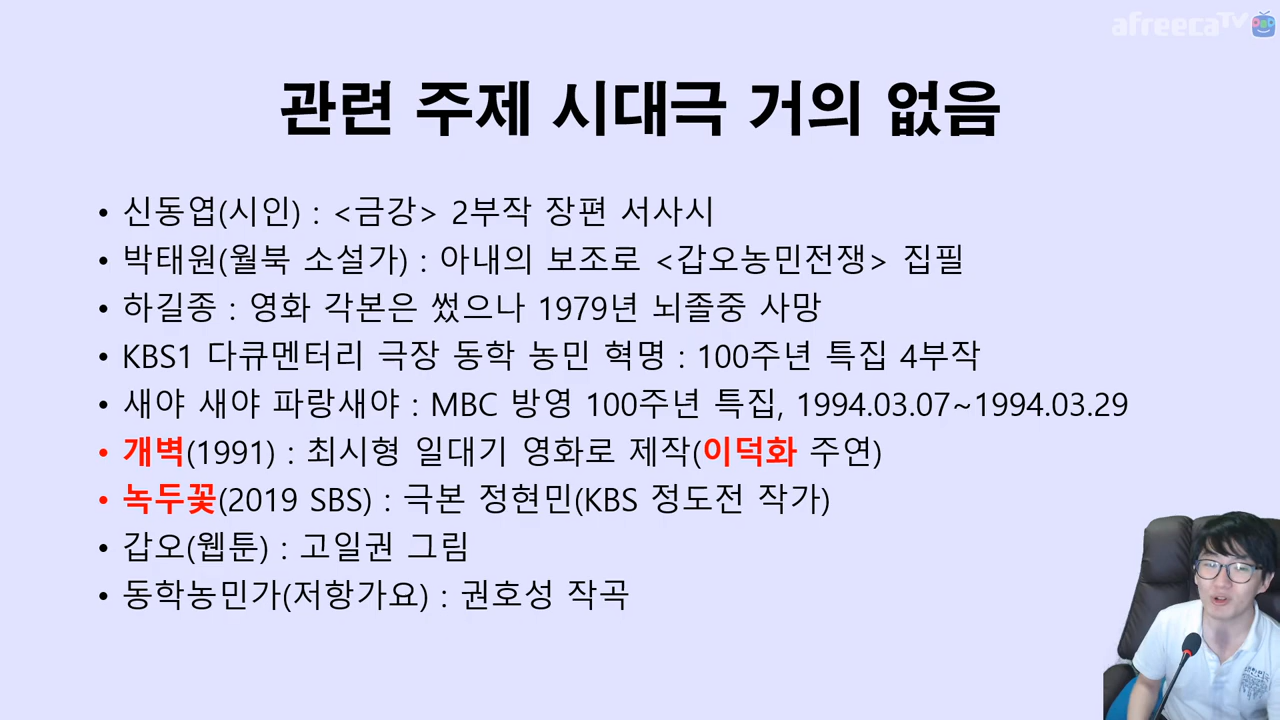 afreecaTV
관련 주제 시대극 거의 없음
• 신동엽(시인) : <금강> 2부작 장편 서사시
• 박태원(월북 소설가) : 아내의 보조로 <갑오농민전쟁> 집필
• 하길종 : 영화 각본은 썼으나 1979년 뇌졸중 사망
• KBS1 다큐멘터리 극장 동학 농민 혁명 : 100주년 특집 4부작
• 새야 새야 파랑새야 : MBC 방영 100주년 특집, 1994.03.07~1994.03.29
• 개벽(1991) : 최시형 일대기 영화로 제작(이덕화 주연)
• 녹두꽃(2019 SBS) : 극본 정현민(KBS 정도전 작가)
• 갑오(웹툰) : 고일권 그림
• 동학농민가(저항가요) : 권호성 작곡